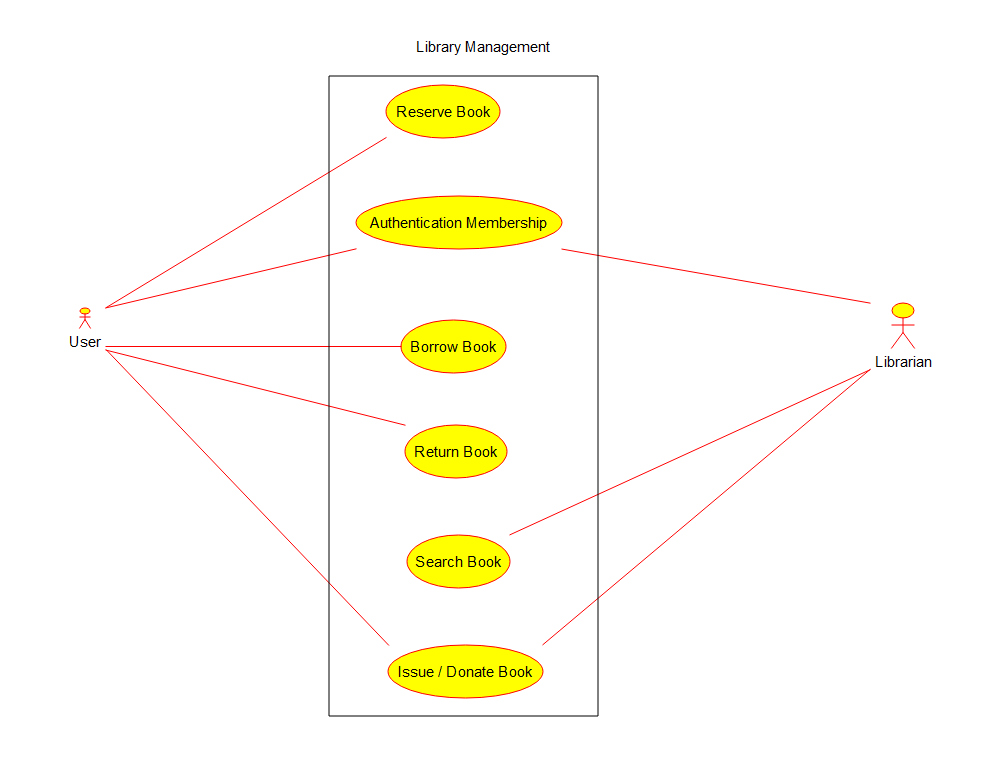 Library Management
Reserve Book
Authentication Membership
User
Borrow Book
Librarian
Return Book
Search Book
Issue / Donate Book